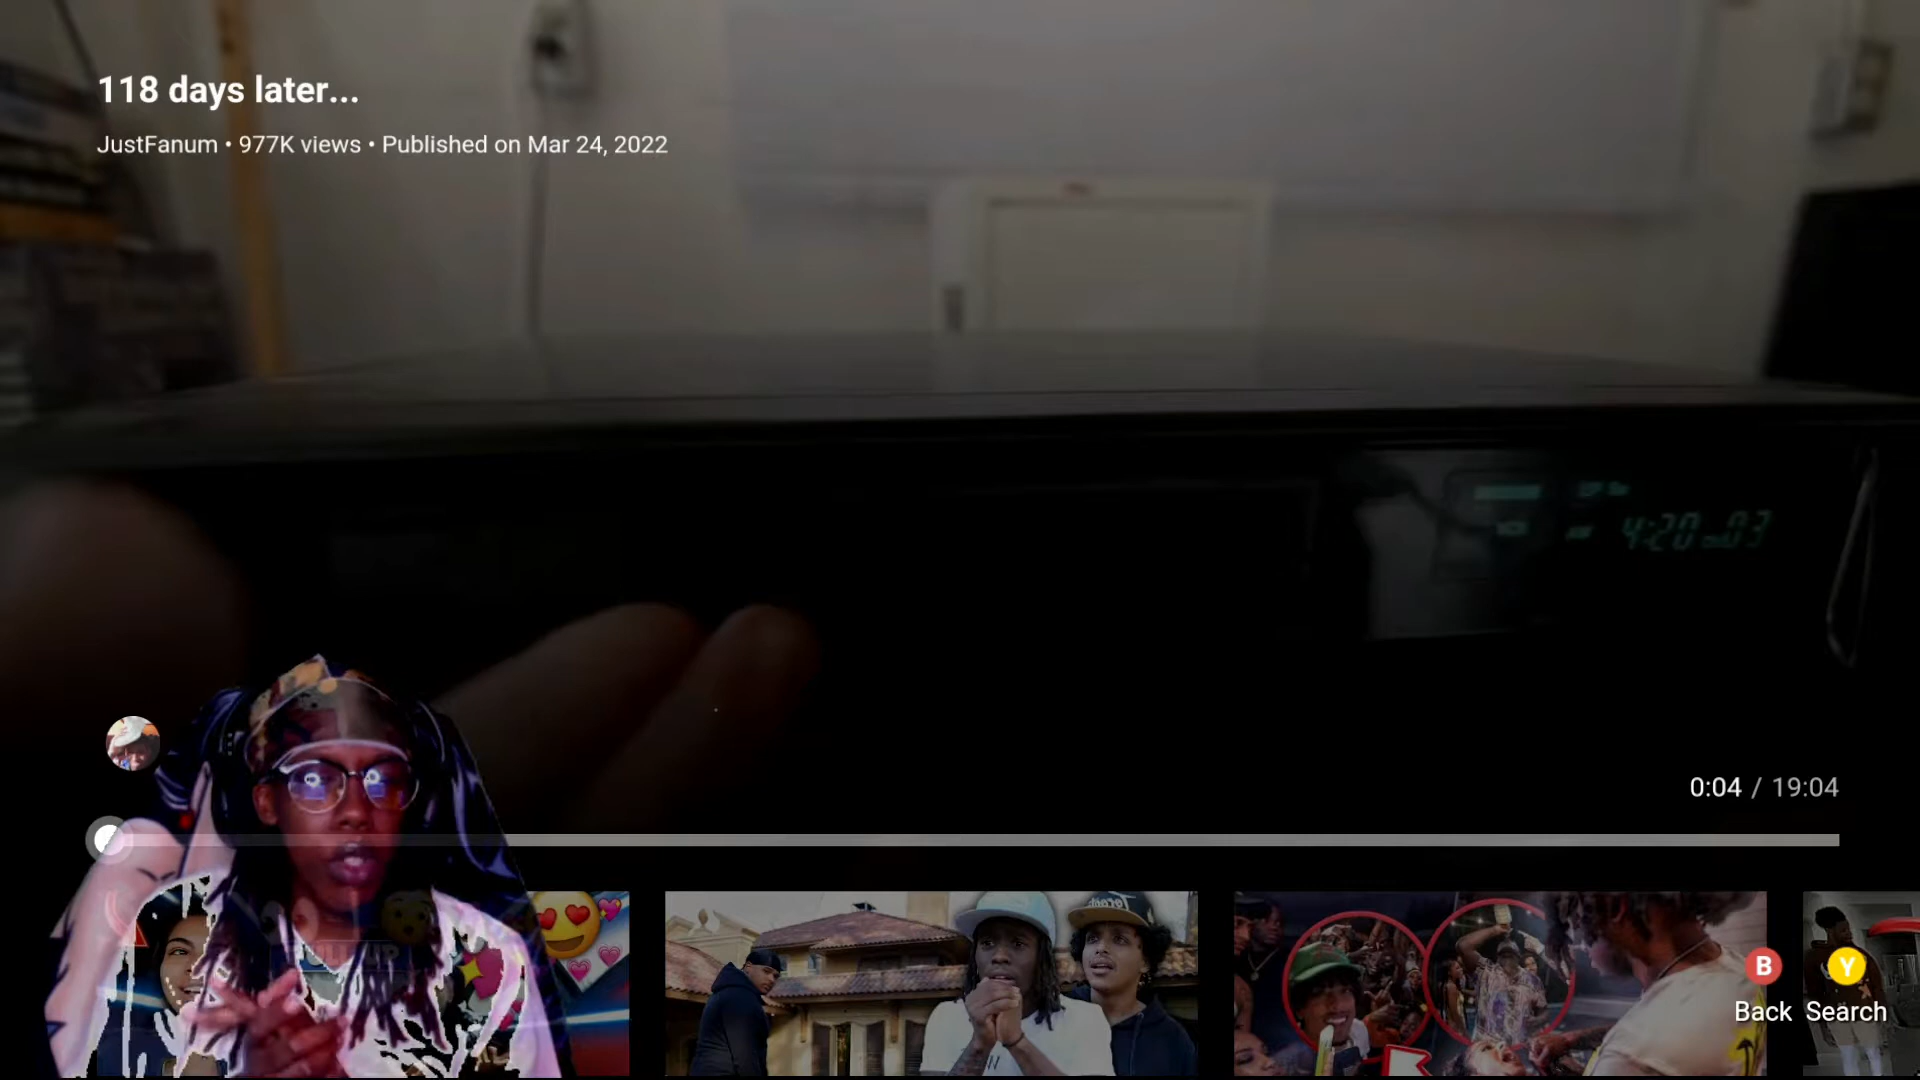 118 days later...
JustFanum • 977K views • Published on Mar 24, 2022
4:20 03
0:04 / 19:04
B Y
Back Search